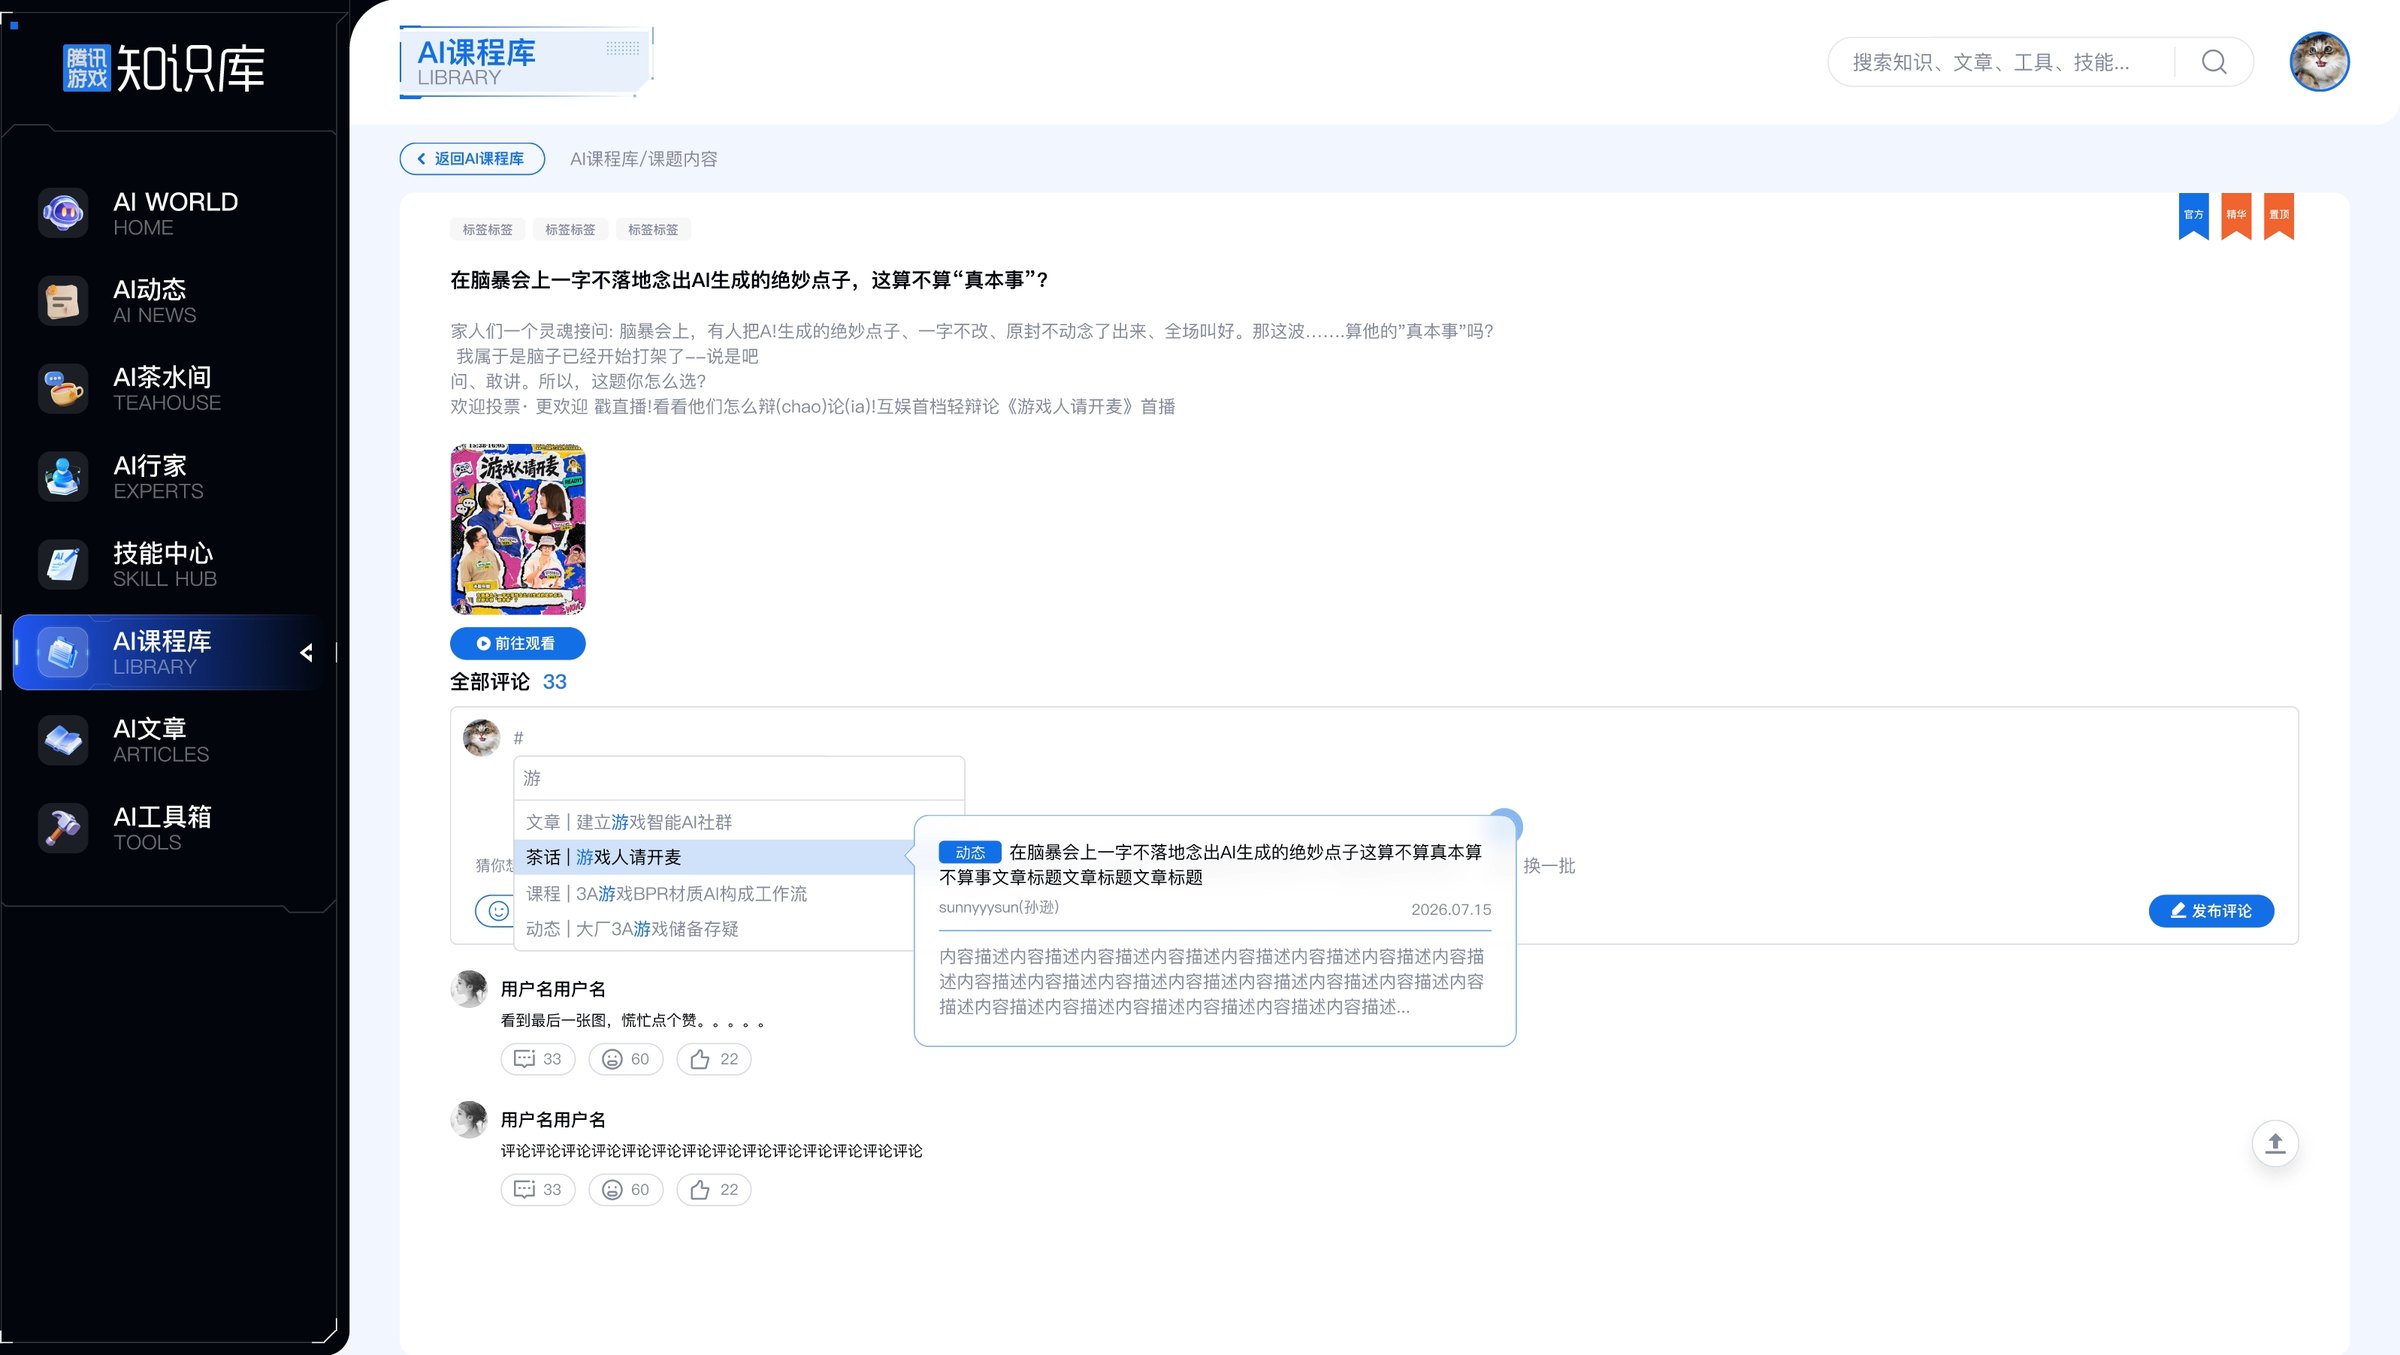 腾讯游戏 知识库
AI WORLD
HOME
AI动态
AI NEWS
AI茶水间
TEAHOUSE
AI行家
EXPERTS
技能中心
SKILL HUB
AI课程库
LIBRARY
AI文章
ARTICLES
AI工具箱
TOOLS
AI课程库
LIBRARY
搜索知识、文章、工具、技能...
返回AI课程库 AI课程库/课题内容
标签标签 标签标签 标签标签
官方 精华 置顶
在脑暴会上一字不落地念出AI生成的绝妙点子，这算不算“真本事”？
家人们一个灵魂接问: 脑暴会上，有人把A!生成的绝妙点子、一字不改、原封不动念了出来、全场叫好。那这波.......算他的”真本事”吗?
我属于是脑子已经开始打架了––说是吧
问、敢讲。所以，这题你怎么选?
欢迎投票· 更欢迎 戳直播!看看他们怎么辩(chao)论(ia)!互娱首档轻辩论《游戏人请开麦》首播
游戏人请开麦
前往观看
全部评论 33
#
游
文章 | 建立游戏智能AI社群
茶话 | 游戏人请开麦
课程 | 3A游戏BPR材质AI构成工作流
动态 | 大厂3A游戏储备存疑
猜你想
换一批
发布评论
动态 在脑暴会上一字不落地念出AI生成的绝妙点子这算不算真本算
不算事文章标题文章标题文章标题
sunnyyysun(孙逊)
2026.07.15
内容描述内容描述内容描述内容描述内容描述内容描述内容描述内容描
述内容描述内容描述内容描述内容描述内容描述内容描述内容描述内容
描述内容描述内容描述内容描述内容描述内容描述内容描述...
用户名用户名
看到最后一张图，慌忙点个赞。。。。。
33 60 22
用户名用户名
评论评论评论评论评论评论评论评论评论评论评论评论评论评论
33 60 22